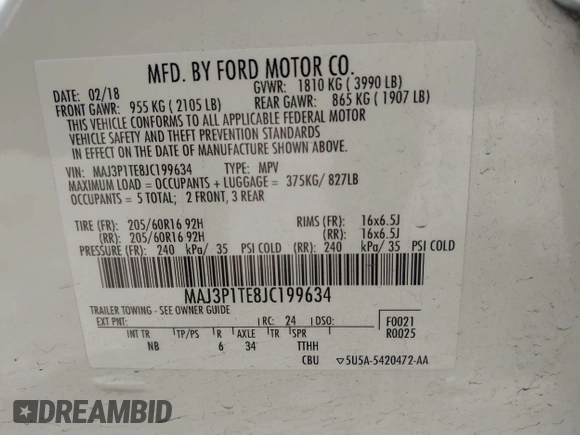 MFD. BY FORD MOTOR CO.
DATE: 02/18 GVWR: 1810 KG ( 3990 LB)
FRONT GAWR: 955 KG ( 2105 LB) REAR GAWR: 865 KG ( 1907 LB)
THIS VEHICLE CONFORMS TO ALL APPLICABLE FEDERAL MOTOR
VEHICLE SAFETY AND THEFT PREVENTION STANDARDS
IN EFFECT ON THE DATE OF MANUFACTURE SHOWN ABOVE.
VIN: MAJ3P1TE8JC199634 TYPE: MPV
MAXIMUM LOAD = OCCUPANTS + LUGGAGE = 375KG/ 827LB
OCCUPANTS = 5 TOTAL; 2 FRONT, 3 REAR
TIRE (FR): 205/60R16 92H RIMS (FR): 16x6.5J
(RR): 205/60R16 92H (RR): 16x6.5J
PRESSURE (FR): 240 kPa/ 35 PSI COLD (RR): 240 kPa/ 35 PSI COLD
MAJ3P1TE8JC199634
TRAILER TOWING - SEE OWNER GUIDE
EXT PNT: RC: 24 DSO: F0021
INT TR TP/PS R AXLE TR SPR R0025
NB 6 34 TTHH
CBU ▽5U5A-5420472-AA
DREAMBID